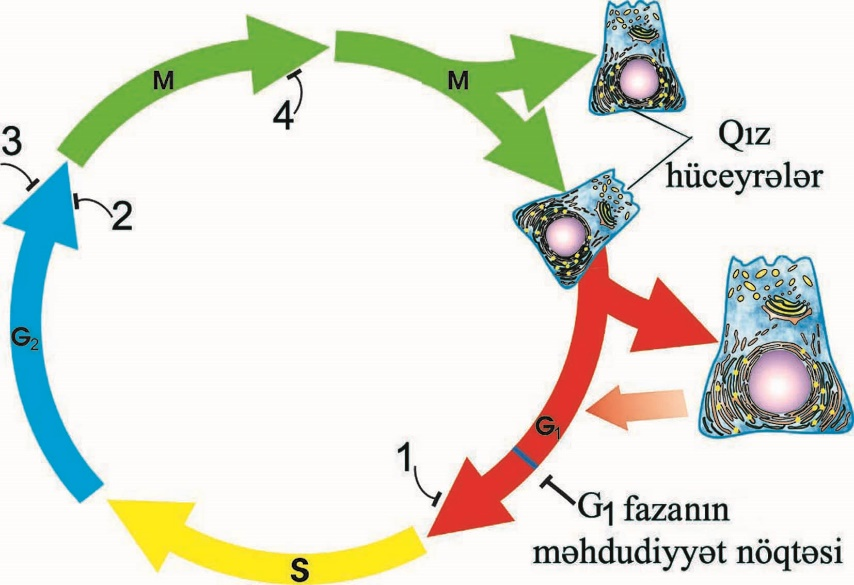 M
M
4
3
2
Qız
hüceyrələr
G₂
G₁
1
G1 fazanın
məhdudiyyət nöqtəsi
S